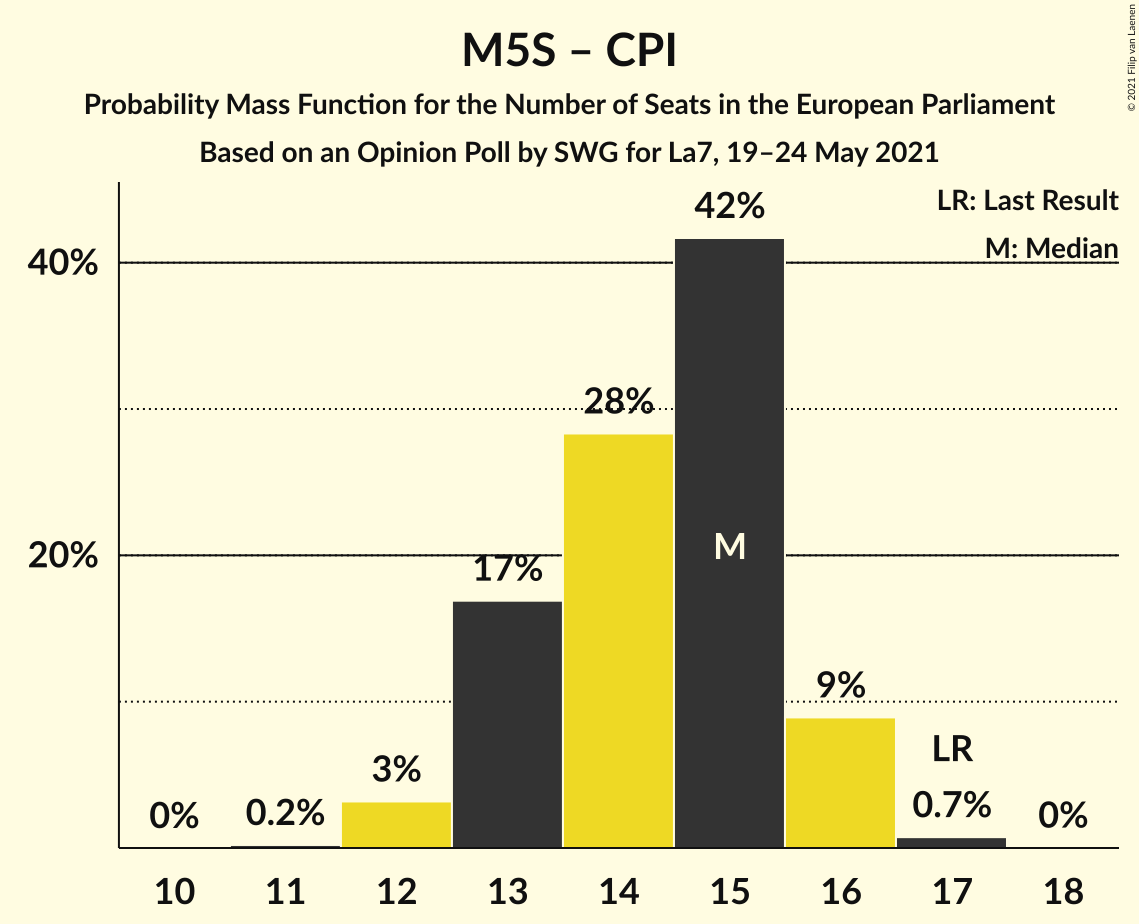 M5S – CPI
Probability Mass Function for the Number of Seats in the European Parliament
Based on an Opinion Poll by SWG for La7, 19–24 May 2021
© 2021 Filip van Laenen
LR: Last Result
M: Median
40%
20%
0%
0.2%
3%
17%
28%
42%
M
9%
LR
0.7%
0%
10 11 12 13 14 15 16 17 18